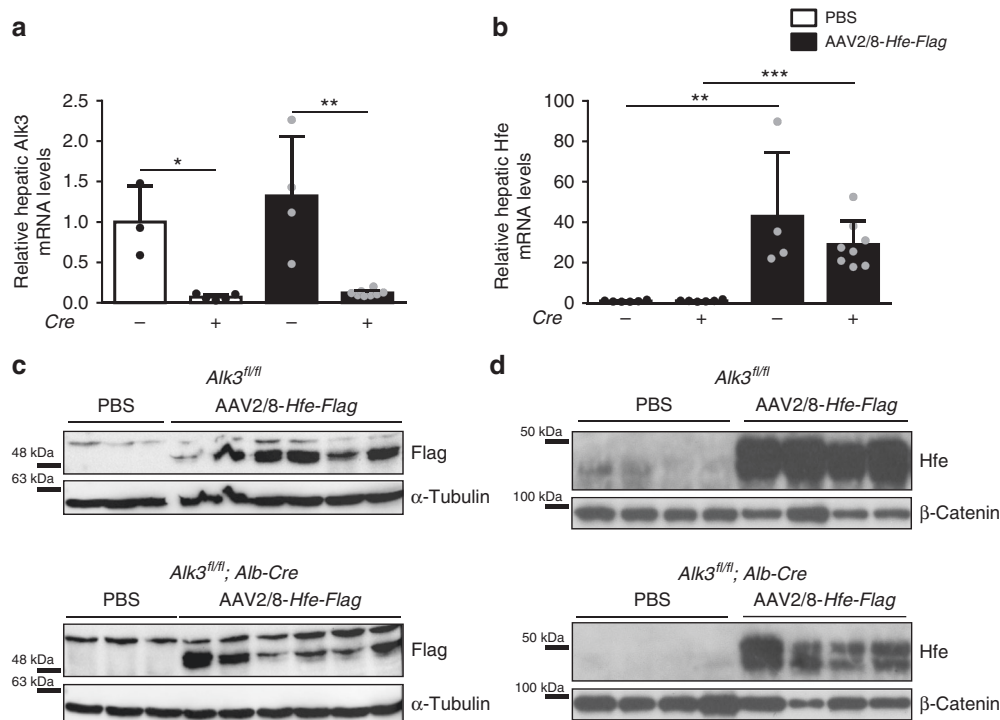 a
Relative hepatic Alk3
mRNA levels
2.5
2.0
1.5
1.0
0.5
0.0
*
**
Cre
– + – +
b
PBS
AAV2/8-Hfe-Flag
Relative hepatic Hfe
mRNA levels
100
80
60
40
20
0
**
***
Cre
– + – +
c
Alk3fl/fl
PBS AAV2/8-Hfe-Flag
48 kDa
Flag
63 kDa
α-Tubulin
Alk3fl/fl; Alb-Cre
PBS AAV2/8-Hfe-Flag
Flag
48 kDa
63 kDa
α-Tubulin
d
Alk3fl/fl
PBS AAV2/8-Hfe-Flag
50 kDa
Hfe
100 kDa
β-Catenin
Alk3fl/fl; Alb-Cre
PBS AAV2/8-Hfe-Flag
50 kDa
Hfe
100 kDa
β-Catenin